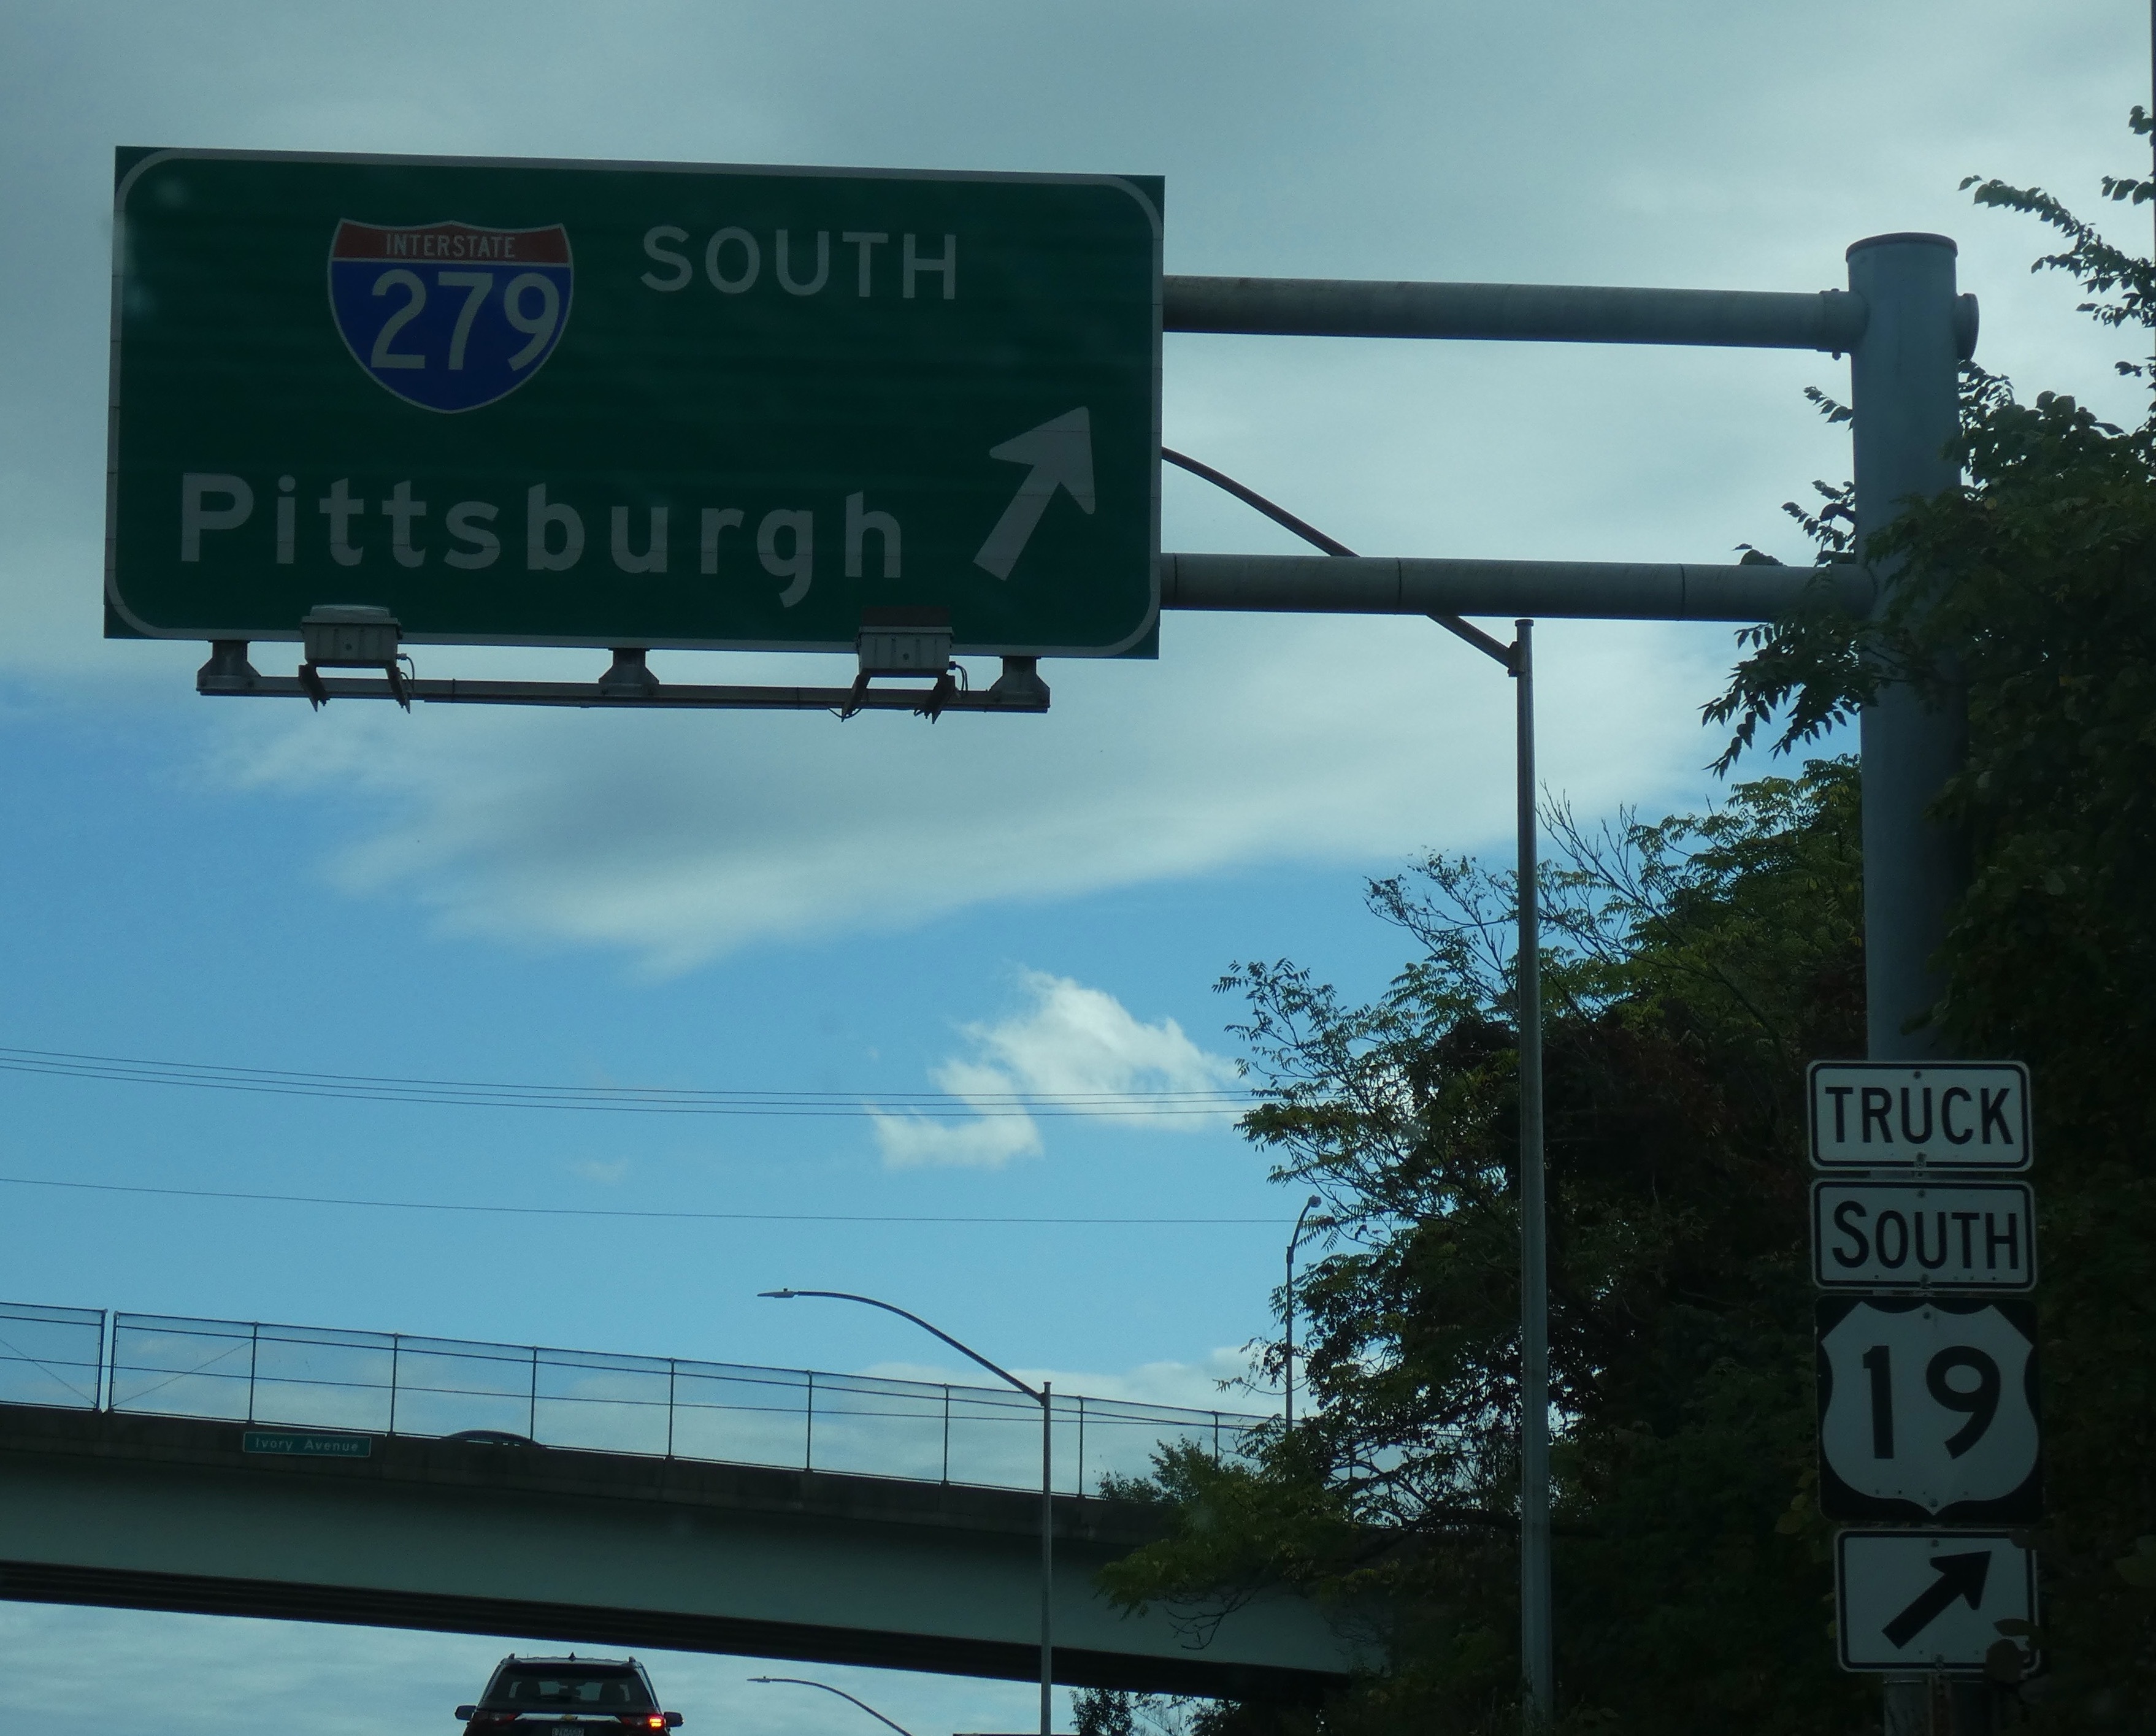 INTERSTATE
279
SOUTH
Pittsburgh
TRUCK
SOUTH
19
Ivory Avenue